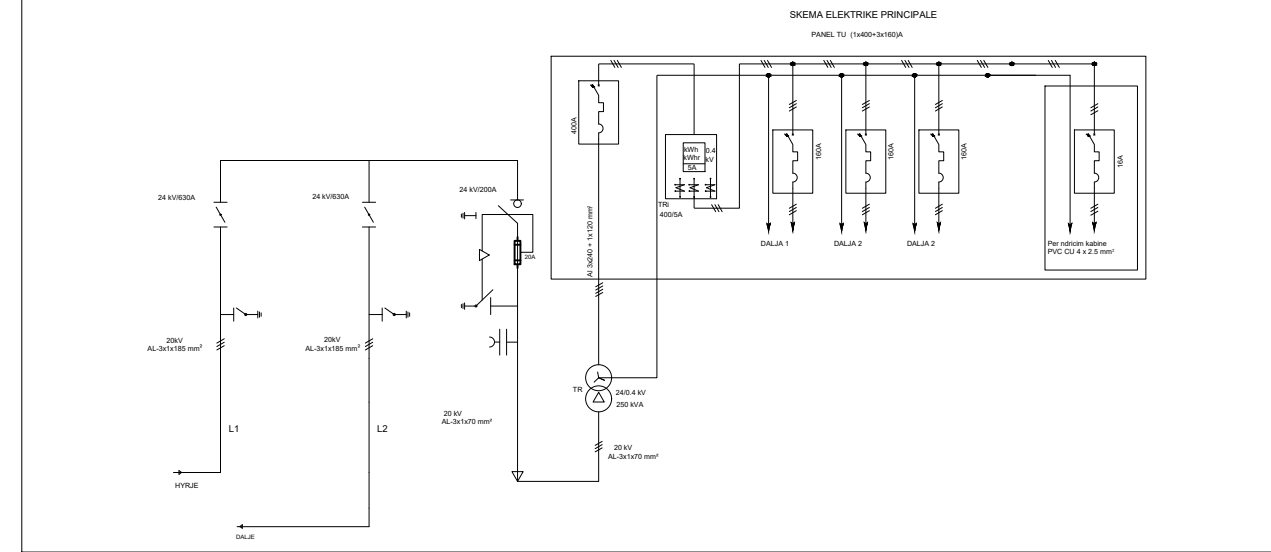 SKEMA ELEKTRIKE PRINCIPALE
PANEL TU (1x400+3x160)A
400A
kWh
kWhr
5A
0.4
kV
TRi
400/5A
160A
160A
160A
16A
DALJA 1
DALJA 2
DALJA 2
Per ndricim kabine
PVC CU 4 x 2.5 mm²
Al 3x240 + 1x120 mm²
24 kV/630A
24 kV/630A
24 kV/200A
20A
20kV
AL-3x1x185 mm²
20kV
AL-3x1x185 mm²
TR
24/0.4 kV
250 kVA
20 kV
AL-3x1x70 mm²
20 kV
AL-3x1x70 mm²
L1
L2
HYRJE
DALJE